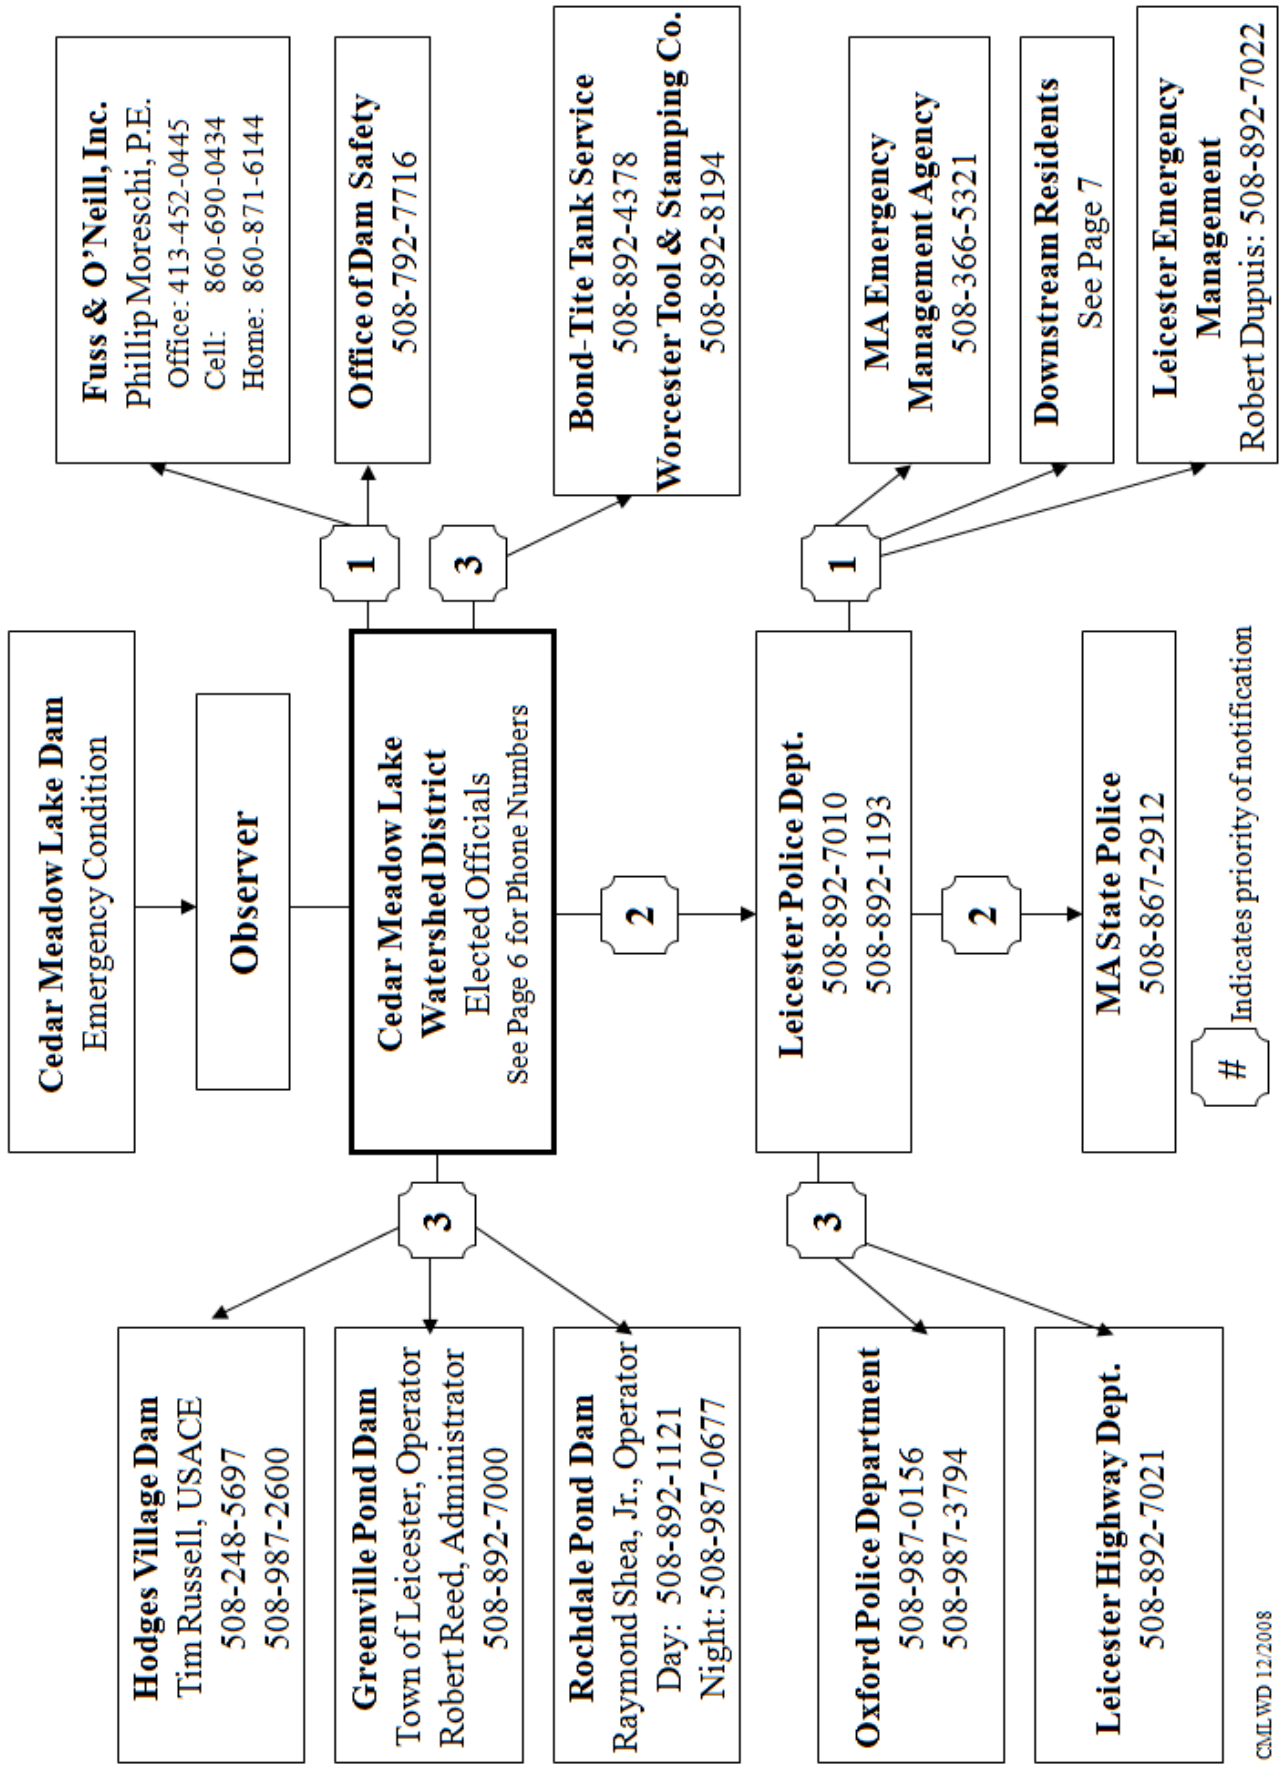 Cedar Meadow Lake Dam
Emergency Condition
Observer
Cedar Meadow Lake
Watershed District
Elected Officials
See Page 6 for Phone Numbers
1
Fuss & O’Neill, Inc.
Phillip Moreschi, P.E.
Office: 413-452-0445
Cell: 860-690-0434
Home: 860-871-6144
Office of Dam Safety
508-792-7716
3
Bond-Tite Tank Service
508-892-4378
Worcester Tool & Stamping Co.
508-892-8194
3
Hodges Village Dam
Tim Russell, USACE
508-248-5697
508-987-2600
Greenville Pond Dam
Town of Leicester, Operator
Robert Reed, Administrator
508-892-7000
Rochdale Pond Dam
Raymond Shea, Jr., Operator
Day: 508-892-1121
Night: 508-987-0677
2
Leicester Police Dept.
508-892-7010
508-892-1193
1
MA Emergency
Management Agency
508-366-5321
Downstream Residents
See Page 7
Leicester Emergency
Management
Robert Dupuis: 508-892-7022
2
MA State Police
508-867-2912
3
Oxford Police Department
508-987-0156
508-987-3794
Leicester Highway Dept.
508-892-7021
# Indicates priority of notification
CMLWD 12/2008